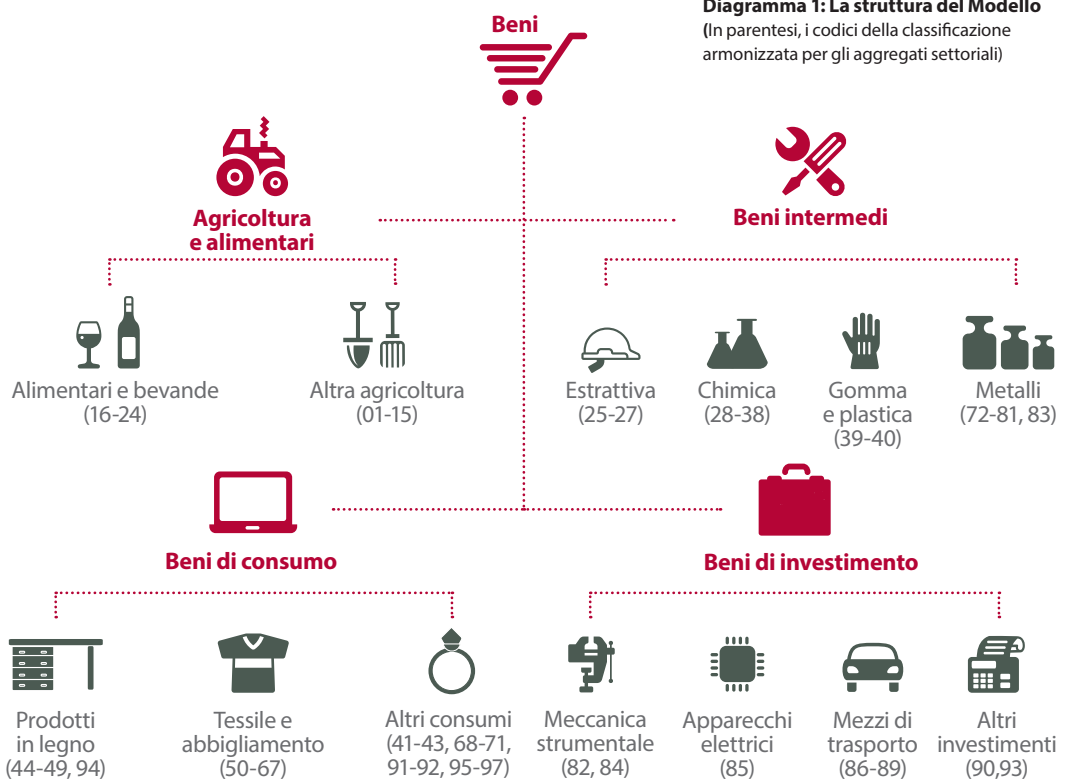 Diagramma 1: La struttura del Modello
(In parentesi, i codici della classificazione
armonizzata per gli aggregati settoriali)
Beni
Agricoltura
e alimentari
Beni intermedi
Alimentari e bevande
(16-24)
Altra agricoltura
(01-15)
Estrattiva
(25-27)
Chimica
(28-38)
Gomma
e plastica
(39-40)
Metalli
(72-81, 83)
Beni di consumo
Beni di investimento
Prodotti
in legno
(44-49, 94)
Tessile e
abbigliamento
(50-67)
Altri consumi
(41-43, 68-71,
91-92, 95-97)
Meccanica
strumentale
(82, 84)
Apparecchi
elettrici
(85)
Mezzi di
trasporto
(86-89)
Altri
investimenti
(90,93)